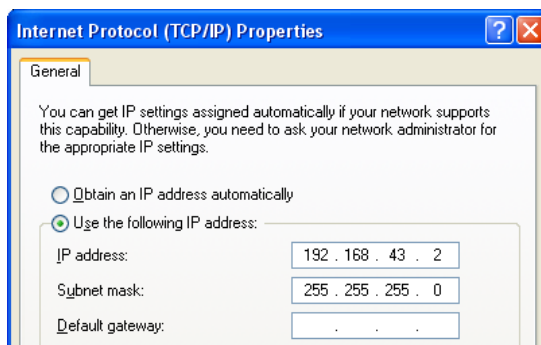 Internet Protocol (TCP/IP) Properties
General
You can get IP settings assigned automatically if your network supports
this capability. Otherwise, you need to ask your network administrator for
the appropriate IP settings.
Obtain an IP address automatically
Use the following IP address:
IP address: 192 . 168 . 43 . 2
Subnet mask: 255 . 255 . 255 . 0
Default gateway: . . .